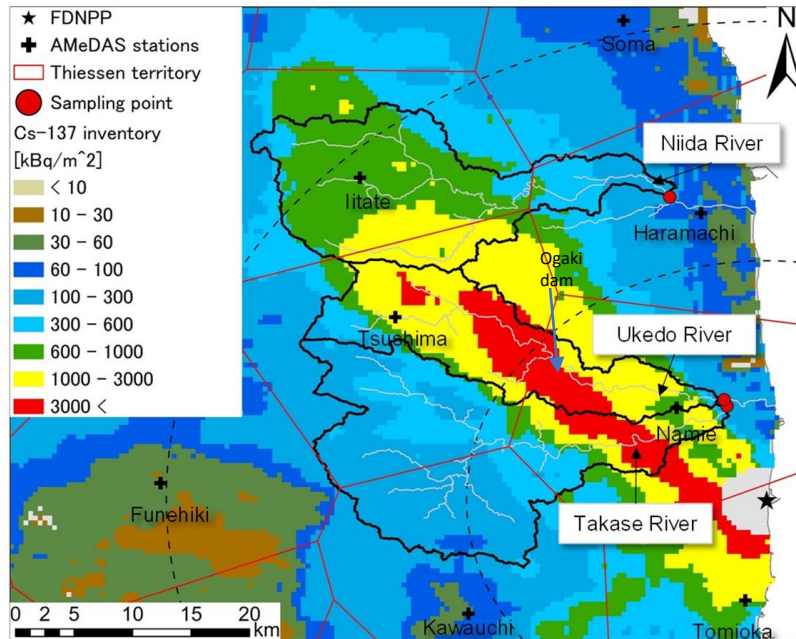 FDNPP
AMeDAS stations
Thiessen territory
Sampling point
Cs-137 inventory
[kBq/m^2]
< 10
10 – 30
30 – 60
60 – 100
100 – 300
300 – 600
600 – 1000
1000 – 3000
3000 <
N
Soma
Niida River
Iitate
Haramachi
Ogaki
dam
Tsushima
Ukedo River
Namie
Funehiki
Takase River
Kawauchi
Tomioka
0 2 4 10 15 20
km